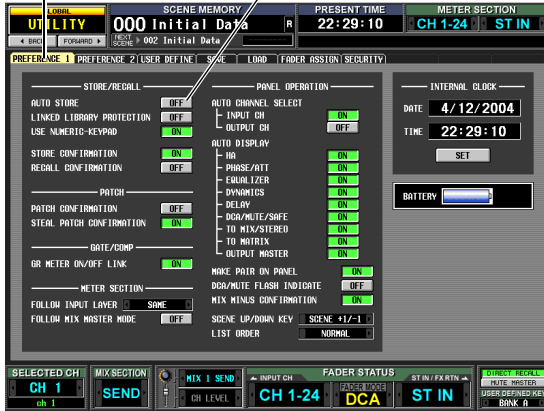 GLOBAL
UTILITY
SCENE MEMORY
000 Initial Data R
PRESENT TIME
22:29:10
METER SECTION
CH 1-24 ST IN
BACK FORWARD NEXT SCENE 002 Initial Data
PREFERENCE 1 PREFERENCE 2 USER DEFINE SAVE LOAD FADER ASSIGN SECURITY
STORE/RECALL
AUTO STORE OFF
LINKED LIBRARY PROTECTION OFF
USE NUMERIC-KEYPAD ON
STORE CONFIRMATION ON
RECALL CONFIRMATION OFF
PATCH
PATCH CONFIRMATION OFF
STEAL PATCH CONFIRMATION ON
GATE/COMP
GR METER ON/OFF LINK ON
METER SECTION
FOLLOW INPUT LAYER SAME
FOLLOW MIX MASTER MODE OFF
PANEL OPERATION
AUTO CHANNEL SELECT
INPUT CH ON
OUTPUT CH OFF
AUTO DISPLAY
HA ON
PHASE/ATT ON
EQUALIZER ON
DYNAMICS ON
DELAY ON
DCA/MUTE/SAFE ON
TO MIX/STEREO ON
TO MATRIX ON
OUTPUT MASTER ON
MAKE PAIR ON PANEL ON
DCA/MUTE FLASH INDICATE OFF
MIX MINUS CONFIRMATION ON
SCENE UP/DOWN KEY SCENE +1/-1
LIST ORDER NORMAL
INTERNAL CLOCK
DATE 4/12/2004
TIME 22:29:10
SET
BATTERY
SELECTED CH
CH 1
ch 1
MIX SECTION
SEND
MIX 1 SEND
CH LEVEL
FADER STATUS
INPUT CH
CH 1-24
FADER MODE
DCA
ST IN / FX RTN
ST IN
DIRECT RECALL
MUTE MASTER
USER DEFINED KEY
BANK A